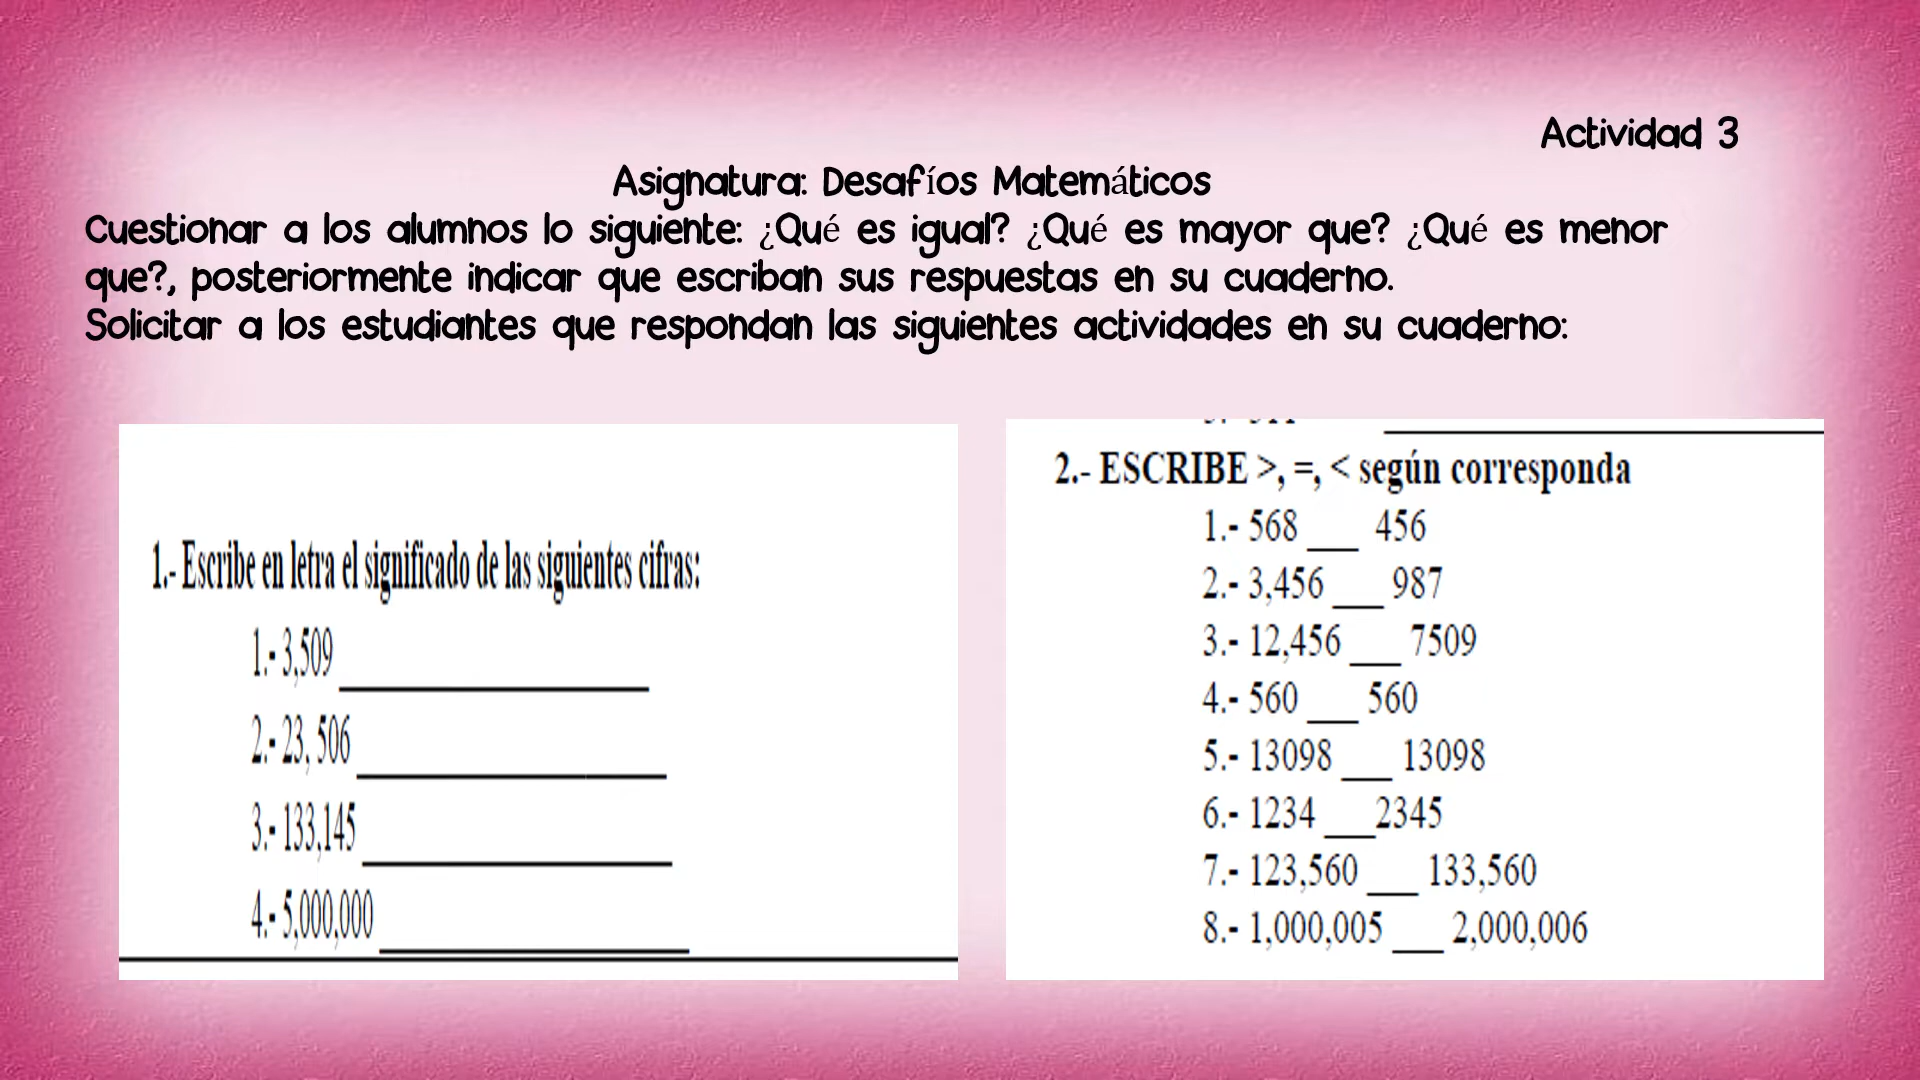 Actividad 3
Asignatura: Desafíos Matemáticos
Cuestionar a los alumnos lo siguiente: ¿Qué es igual? ¿Qué es mayor que? ¿Qué es menor
que?, posteriormente indicar que escriban sus respuestas en su cuaderno.
Solicitar a los estudiantes que respondan las siguientes actividades en su cuaderno:
1.- Escribe en letra el significado de las siguientes cifras:
1.- 3,509 ____________________
2.- 23, 506 ____________________
3.- 133,145 ____________________
4.- 5,000,000 ____________________
2.- ESCRIBE >, =, < según corresponda
1.- 568 ___ 456
2.- 3,456 ___ 987
3.- 12,456 ___ 7509
4.- 560 ___ 560
5.- 13098 ___ 13098
6.- 1234 ___2345
7.- 123,560 ___ 133,560
8.- 1,000,005 ___ 2,000,006